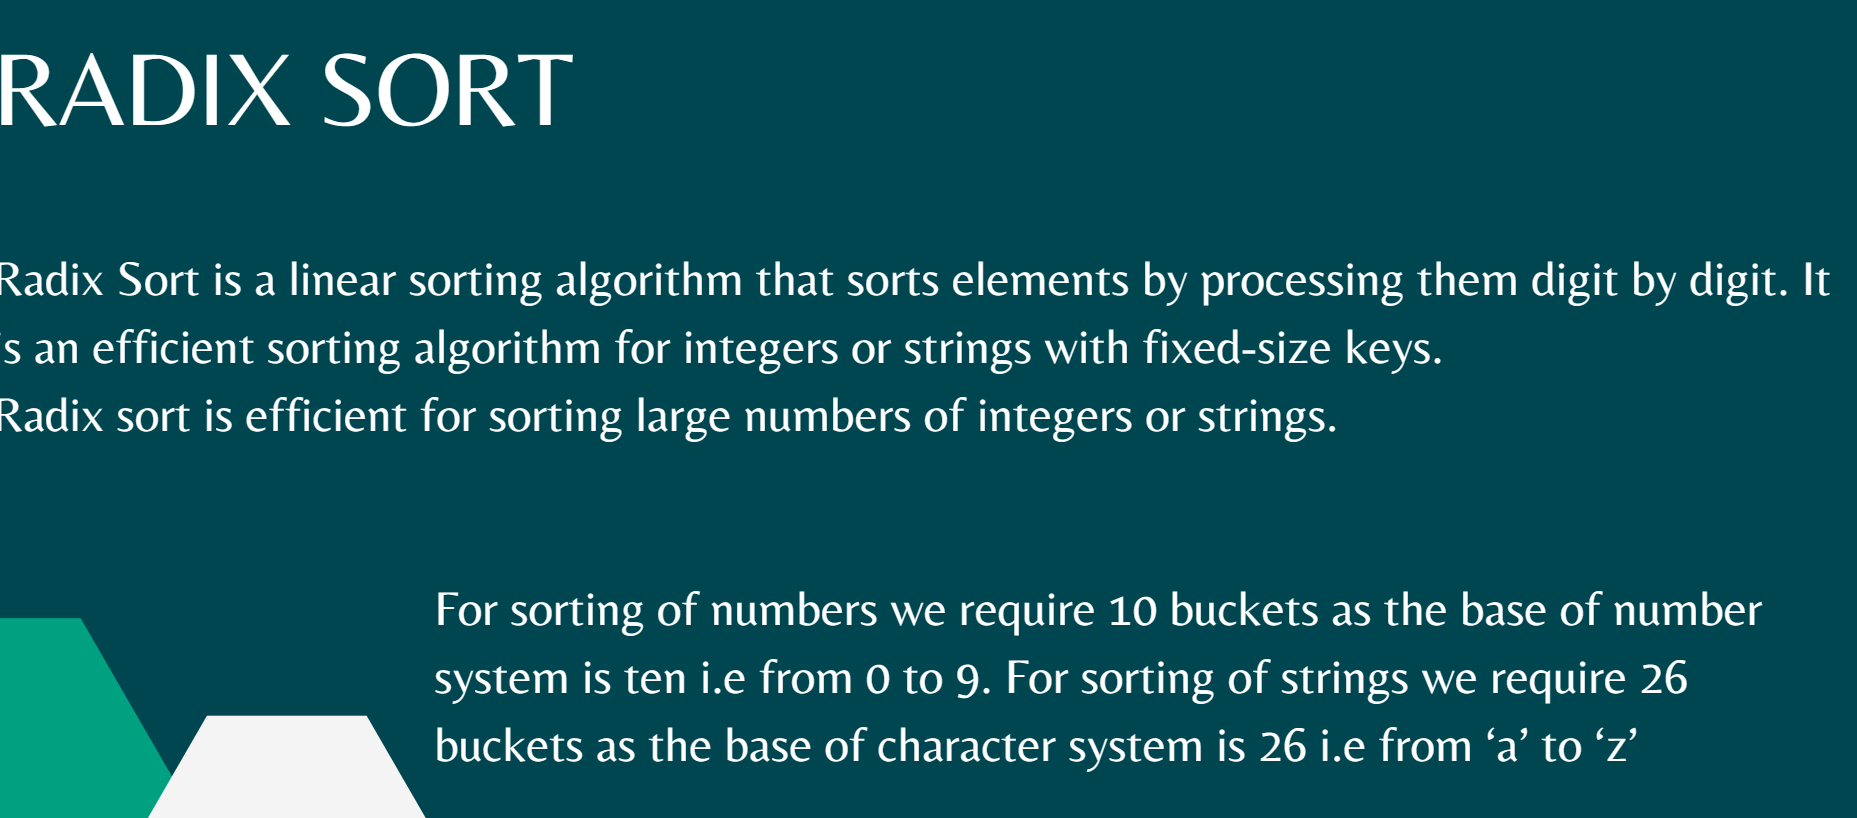 RADIX SORT
Radix Sort is a linear sorting algorithm that sorts elements by processing them digit by digit. It
's an efficient sorting algorithm for integers or strings with fixed-size keys.
Radix sort is efficient for sorting large numbers of integers or strings.
For sorting of numbers we require 10 buckets as the base of number
system is ten i.e from 0 to 9. For sorting of strings we require 26
buckets as the base of character system is 26 i.e from ‘a’ to ‘z’